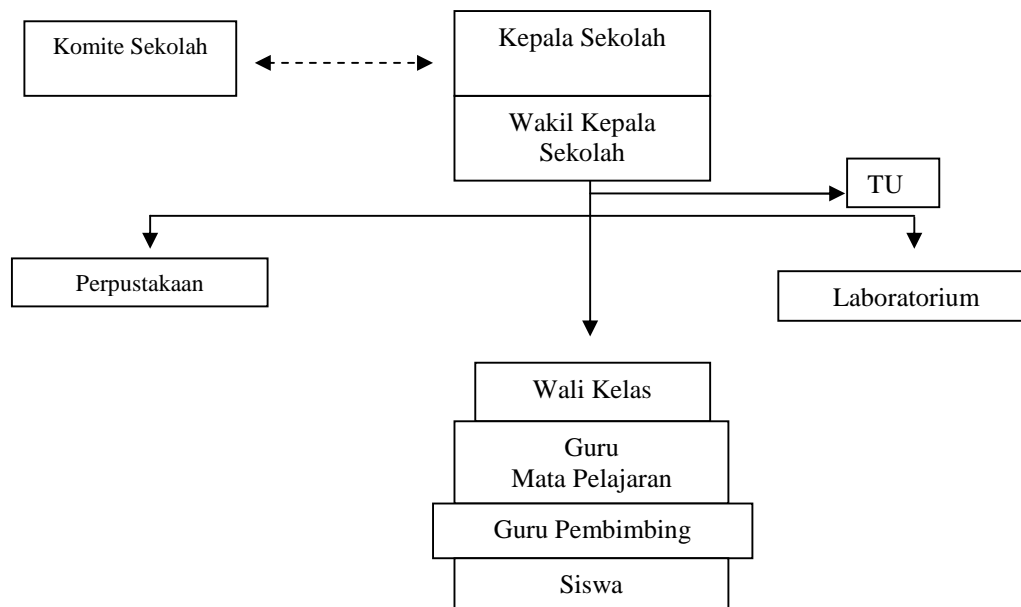 Komite Sekolah
Kepala Sekolah
Wakil Kepala
Sekolah
TU
Perpustakaan
Laboratorium
Wali Kelas
Guru
Mata Pelajaran
Guru Pembimbing
Siswa